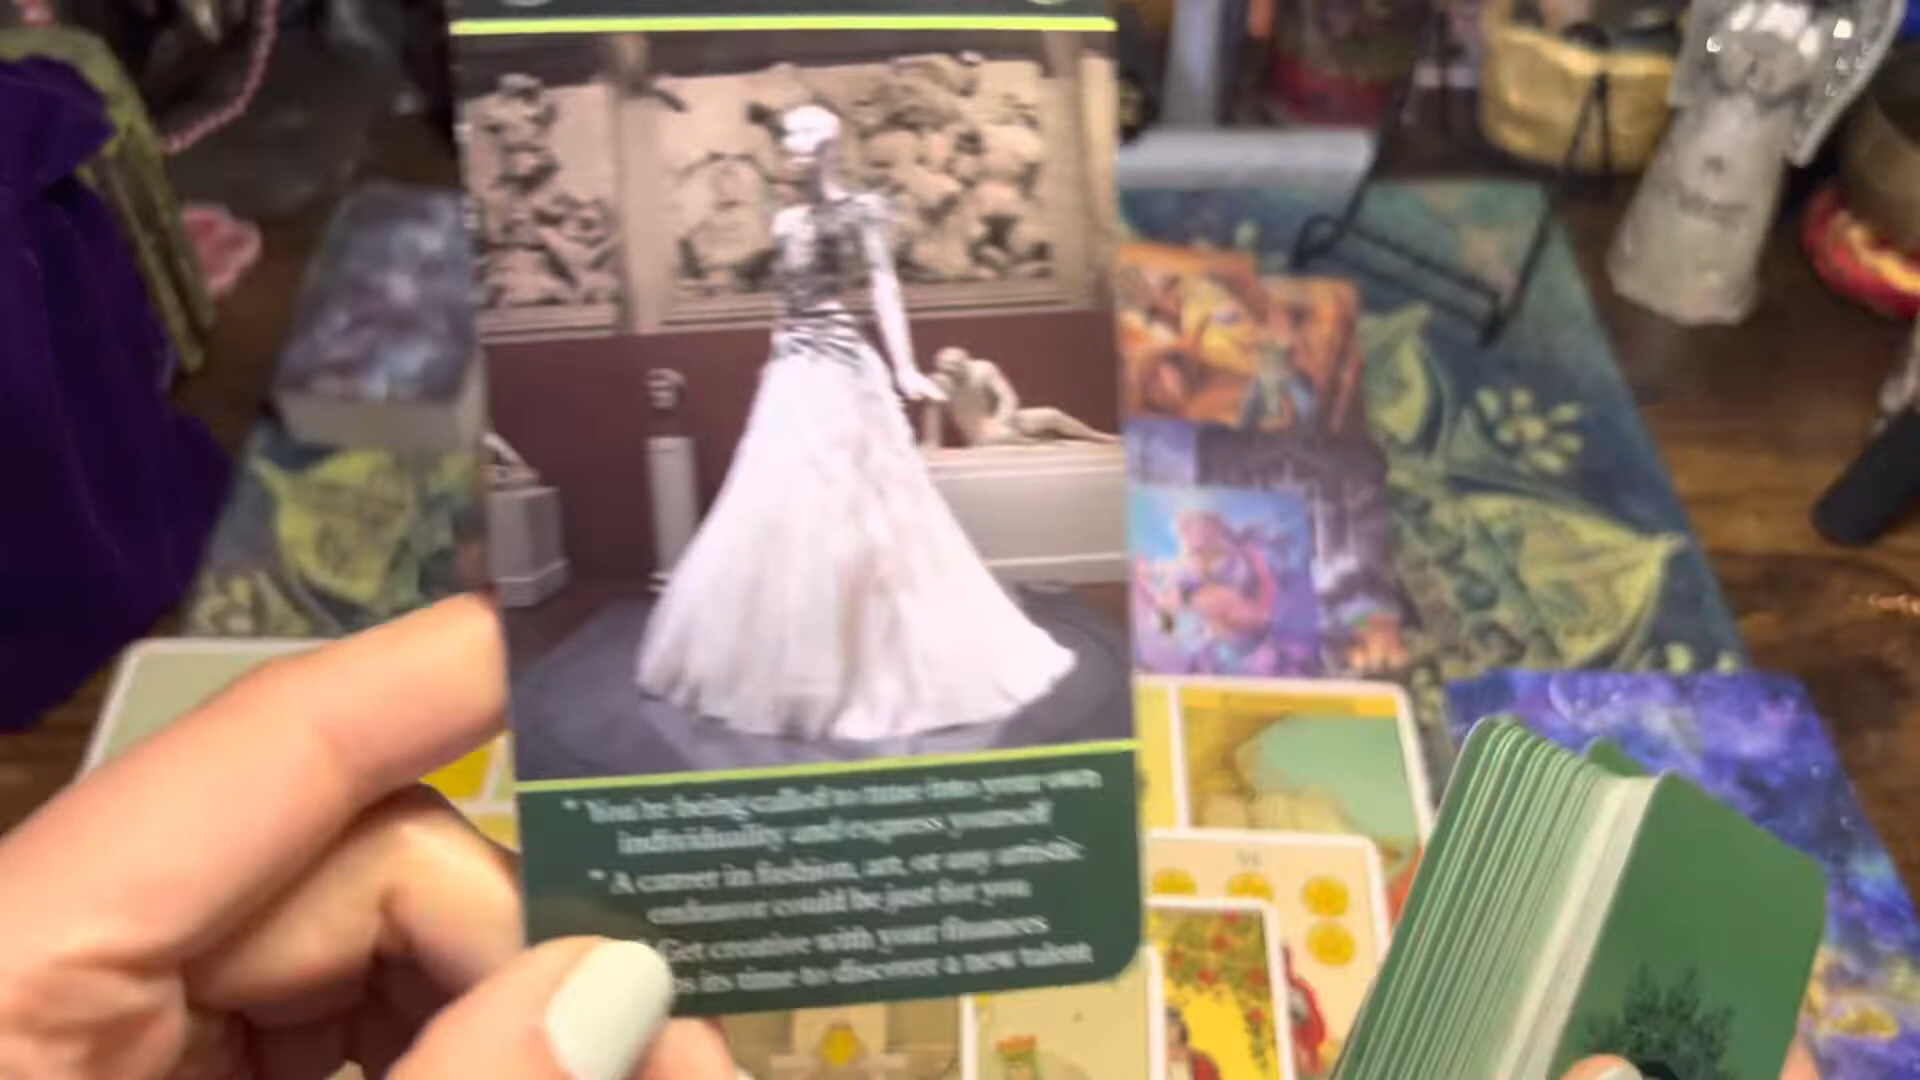 * You're being called to tune into your own
individuality and express yourself
* A career in fashion, art, or any artistic
endeavor could be just for you
Get creative with your finances
its time to discover a new talent
VI